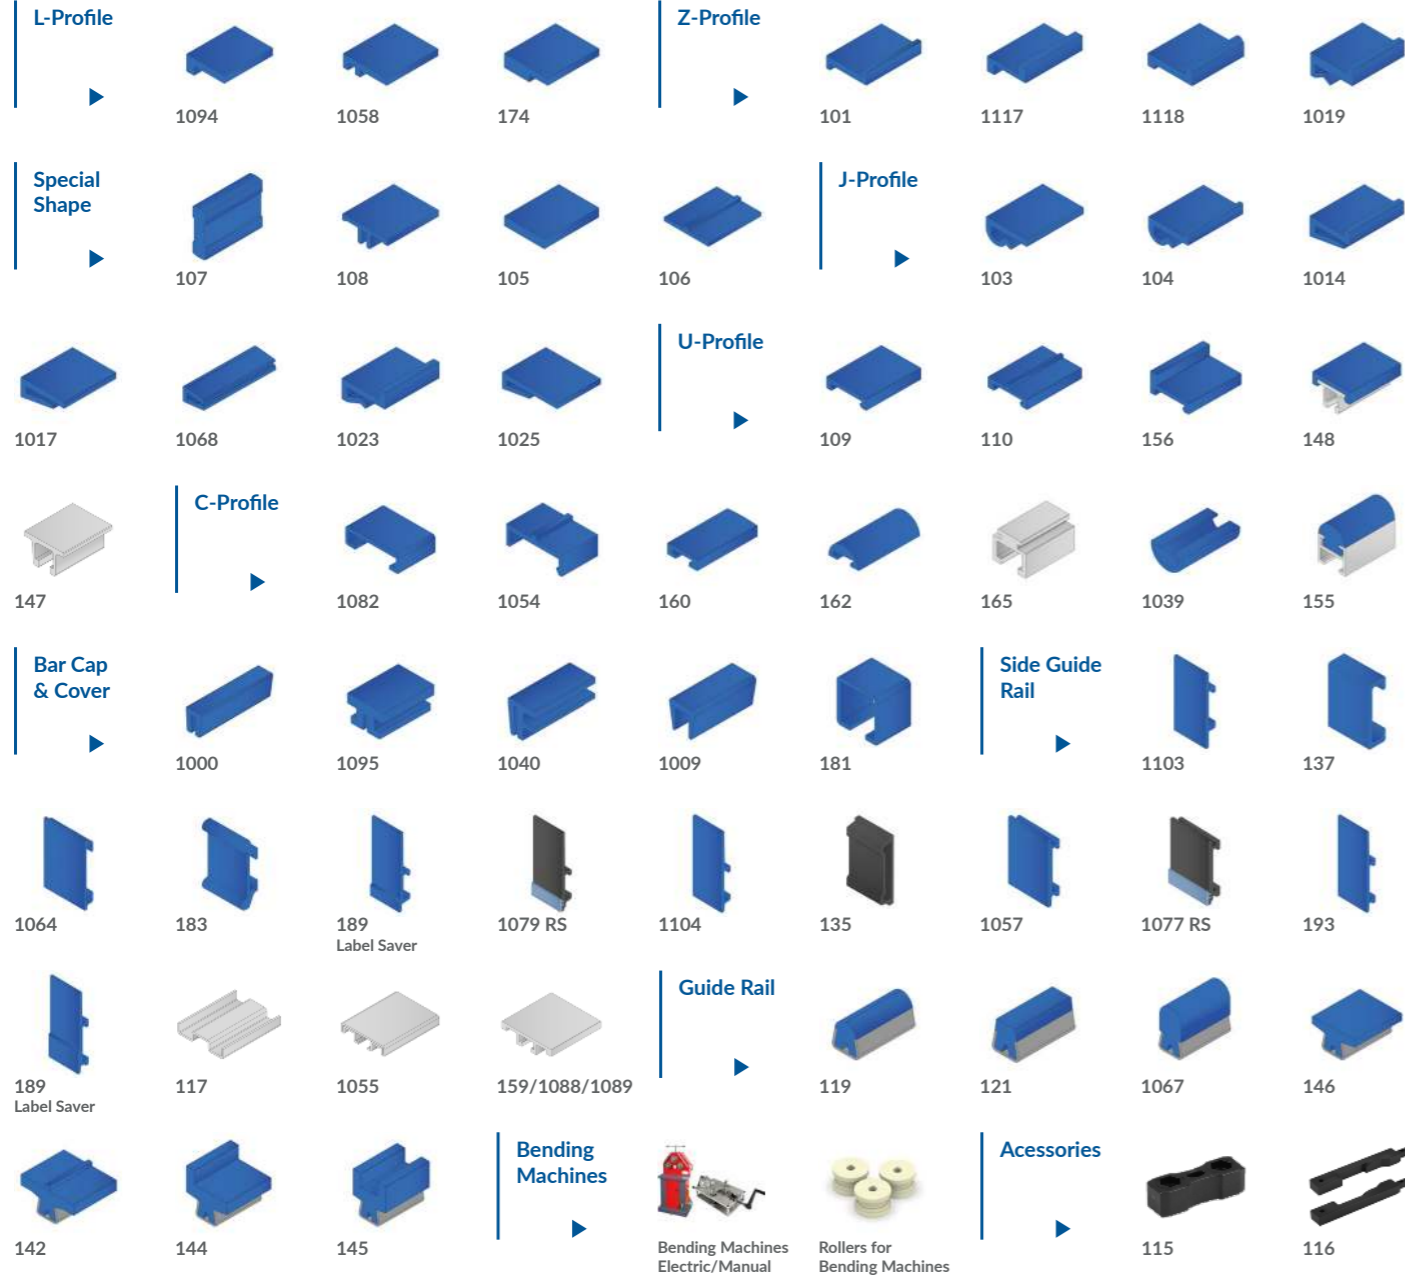 L-Profile
1094
1058
174
Z-Profile
101
1117
1118
1019
Special
Shape
107
108
105
106
J-Profile
103
104
1014
1017
1068
1023
1025
U-Profile
109
110
156
148
147
C-Profile
1082
1054
160
162
165
1039
155
Bar Cap
& Cover
1000
1095
1040
1009
181
Side Guide
Rail
1103
137
1064
183
189
Label Saver
1079 RS
1104
135
1057
1077 RS
193
189
Label Saver
117
1055
159/1088/1089
Guide Rail
119
121
1067
146
142
144
145
Bending
Machines
Bending Machines
Electric/Manual
Rollers for
Bending Machines
Acessories
115
116